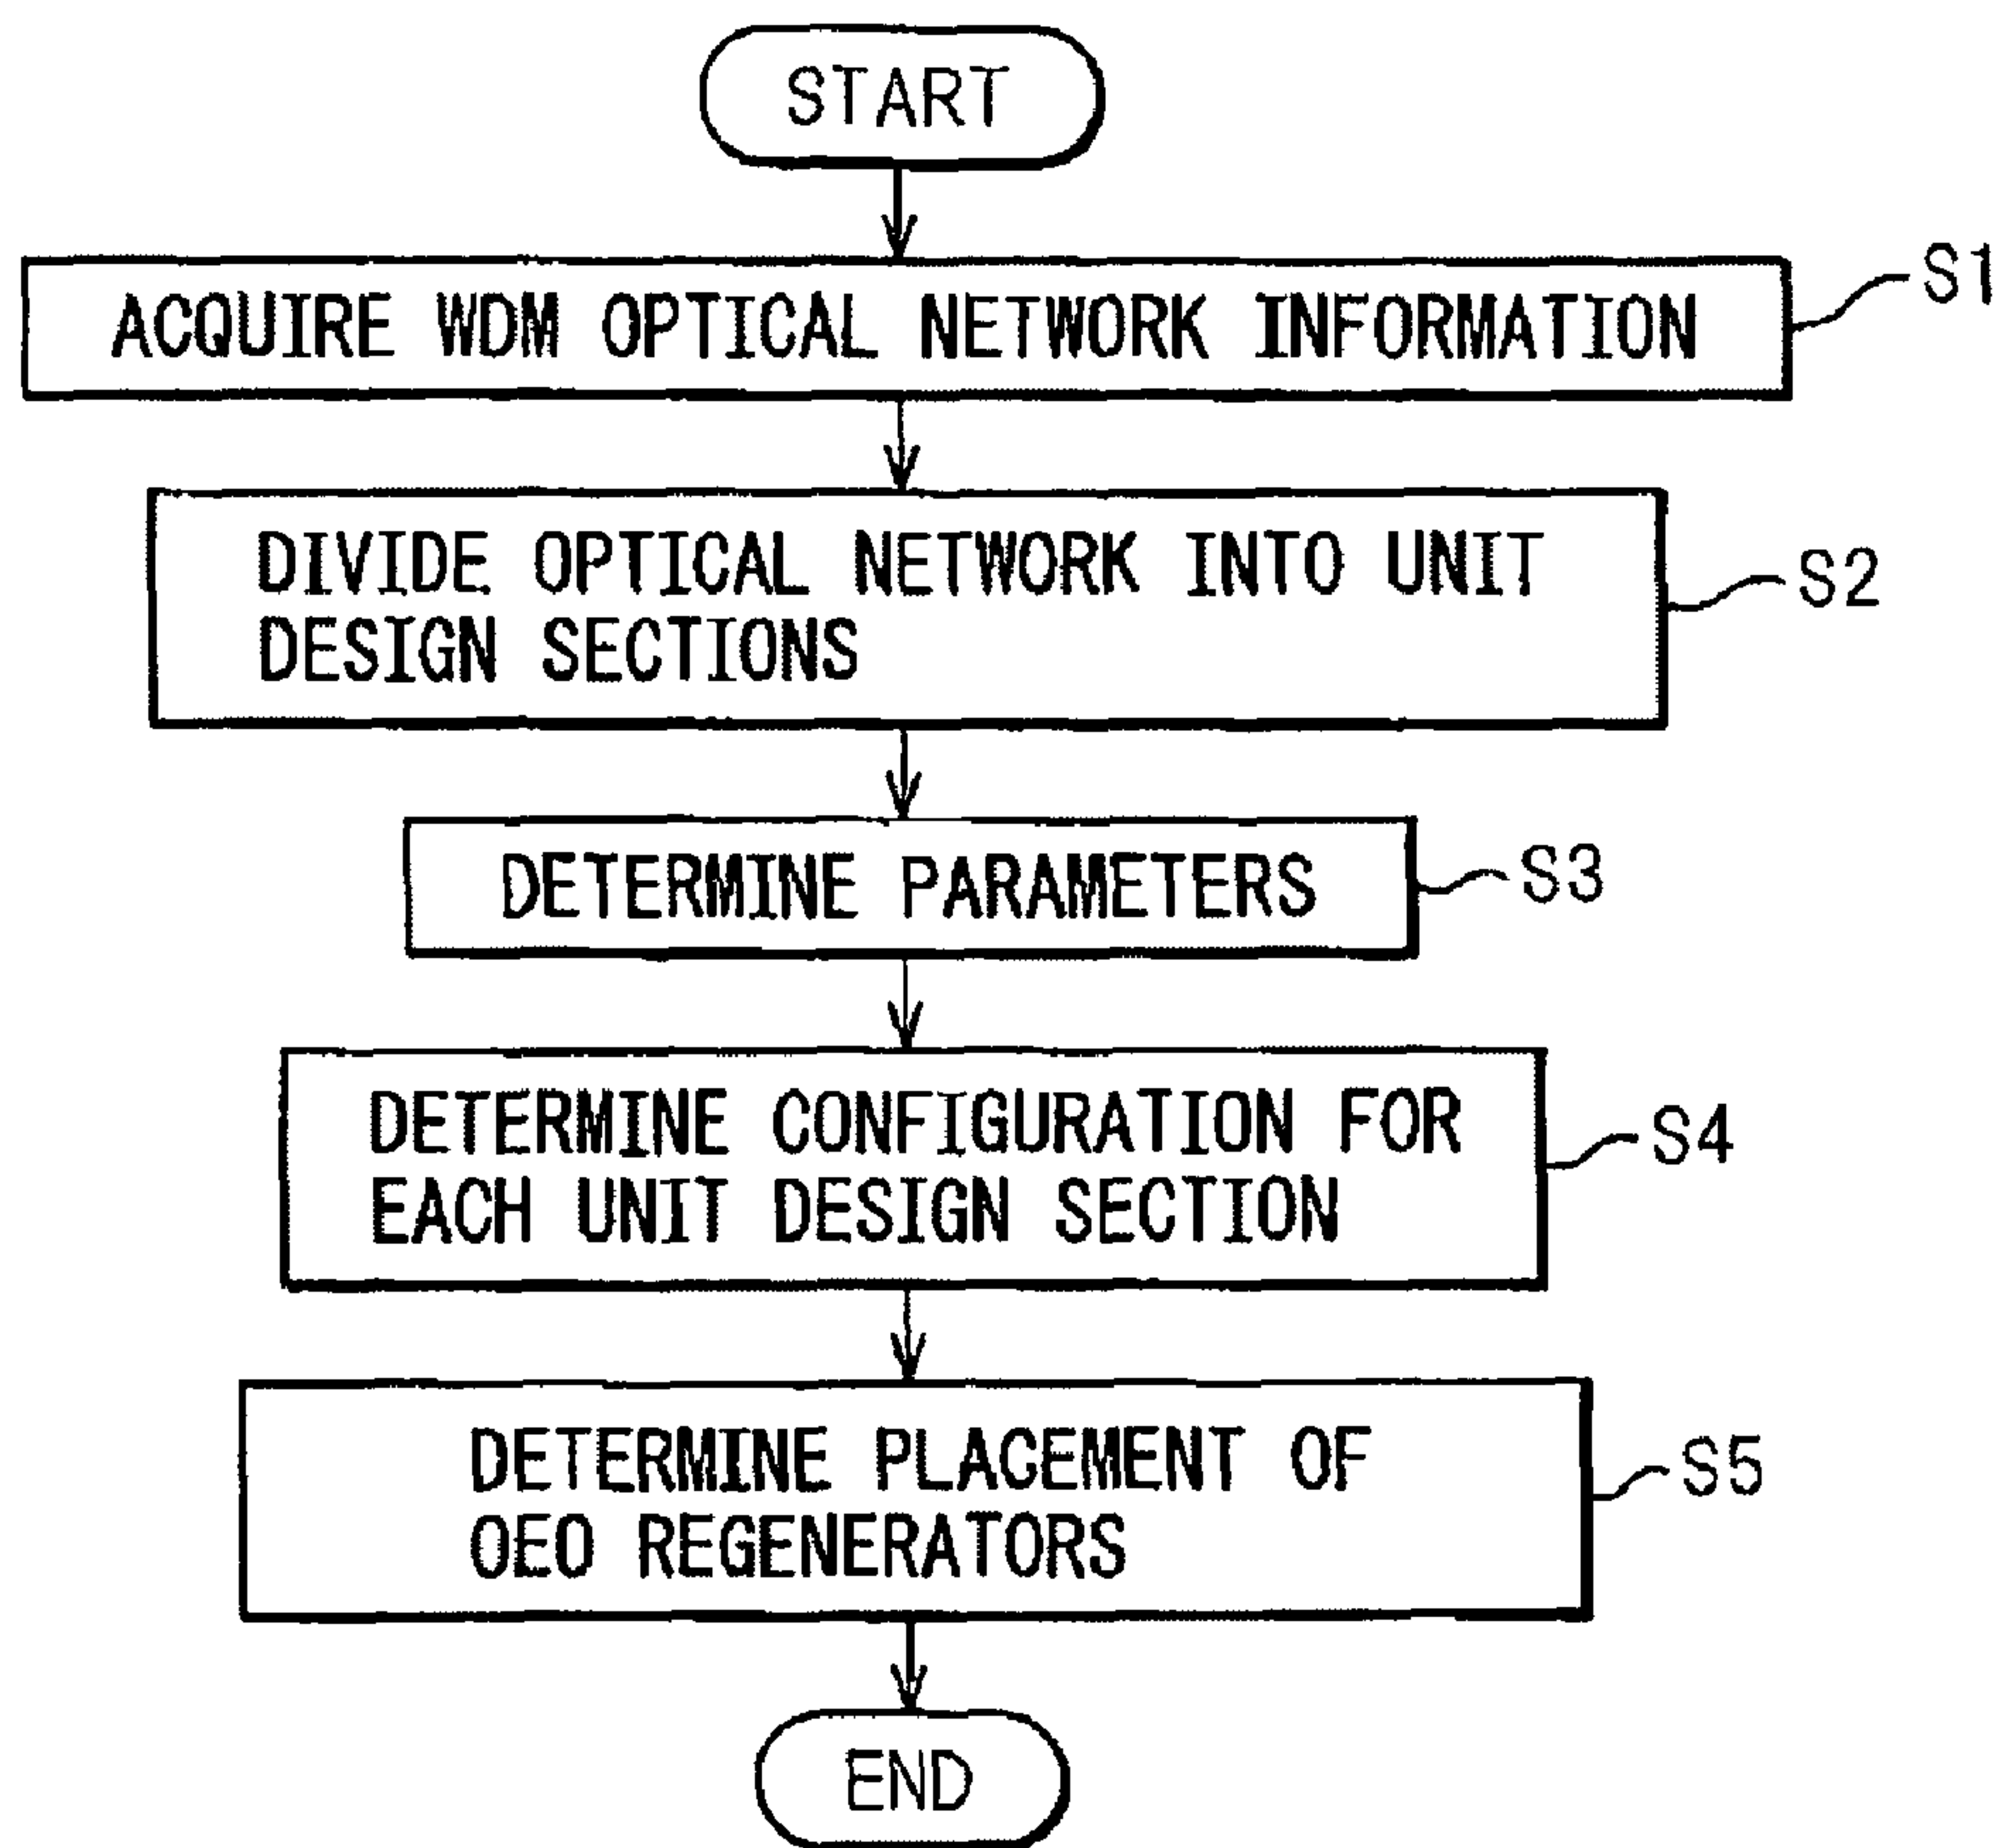 START
ACQUIRE WDM OPTICAL NETWORK INFORMATION
S1
DIVIDE OPTICAL NETWORK INTO UNIT
DESIGN SECTIONS
S2
DETERMINE PARAMETERS
S3
DETERMINE CONFIGURATION FOR
EACH UNIT DESIGN SECTION
S4
DETERMINE PLACEMENT OF
OEO REGENERATORS
S5
END